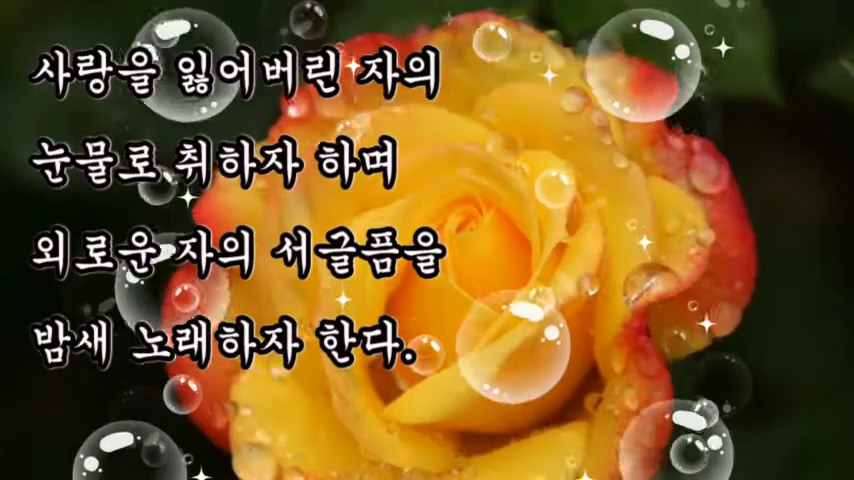 사랑을 잃어버린 자의
눈물로 취하자 하며
외로운 자의 서글픔을
밤새 노래하자 한다.